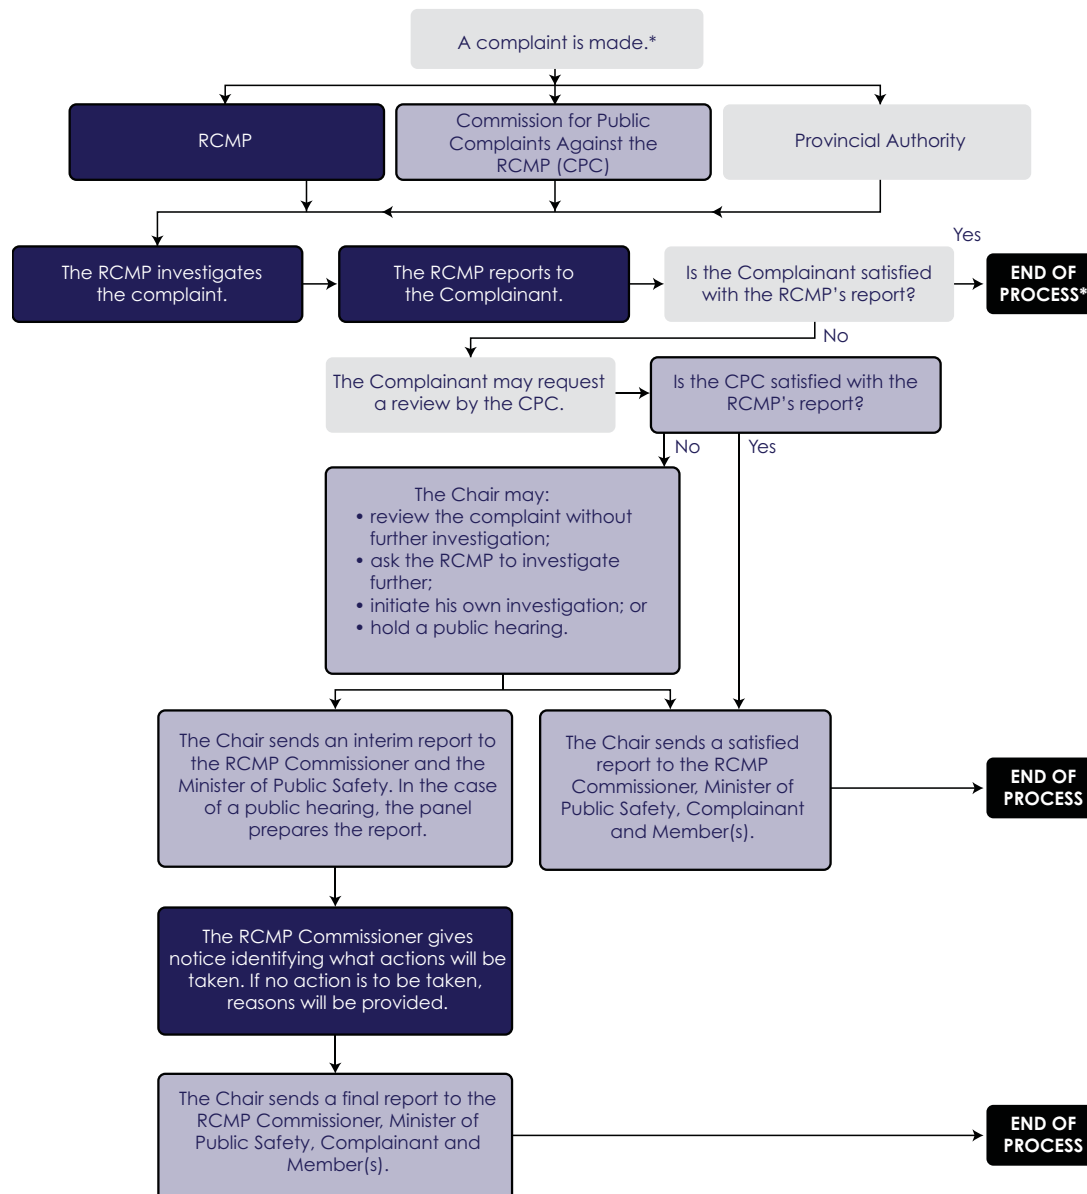 A complaint is made.*
RCMP
Commission for Public
Complaints Against the
RCMP (CPC)
Provincial Authority
The RCMP investigates
the complaint.
The RCMP reports to
the Complainant.
Is the Complainant satisfied
with the RCMP's report?
Yes
END OF
PROCESS*
No
The Complainant may request
a review by the CPC.
Is the CPC satisfied with the
RCMP's report?
No
Yes
The Chair may:
• review the complaint without
further investigation;
• ask the RCMP to investigate
further;
• initiate his own investigation; or
• hold a public hearing.
The Chair sends an interim report to
the RCMP Commissioner and the
Minister of Public Safety. In the case
of a public hearing, the panel
prepares the report.
The Chair sends a satisfied
report to the RCMP
Commissioner, Minister of
Public Safety, Complainant
and Member(s).
END OF
PROCESS
The RCMP Commissioner gives
notice identifying what actions will be
taken. If no action is to be taken,
reasons will be provided.
The Chair sends a final report to the
RCMP Commissioner, Minister of
Public Safety, Complainant and
Member(s).
END OF
PROCESS